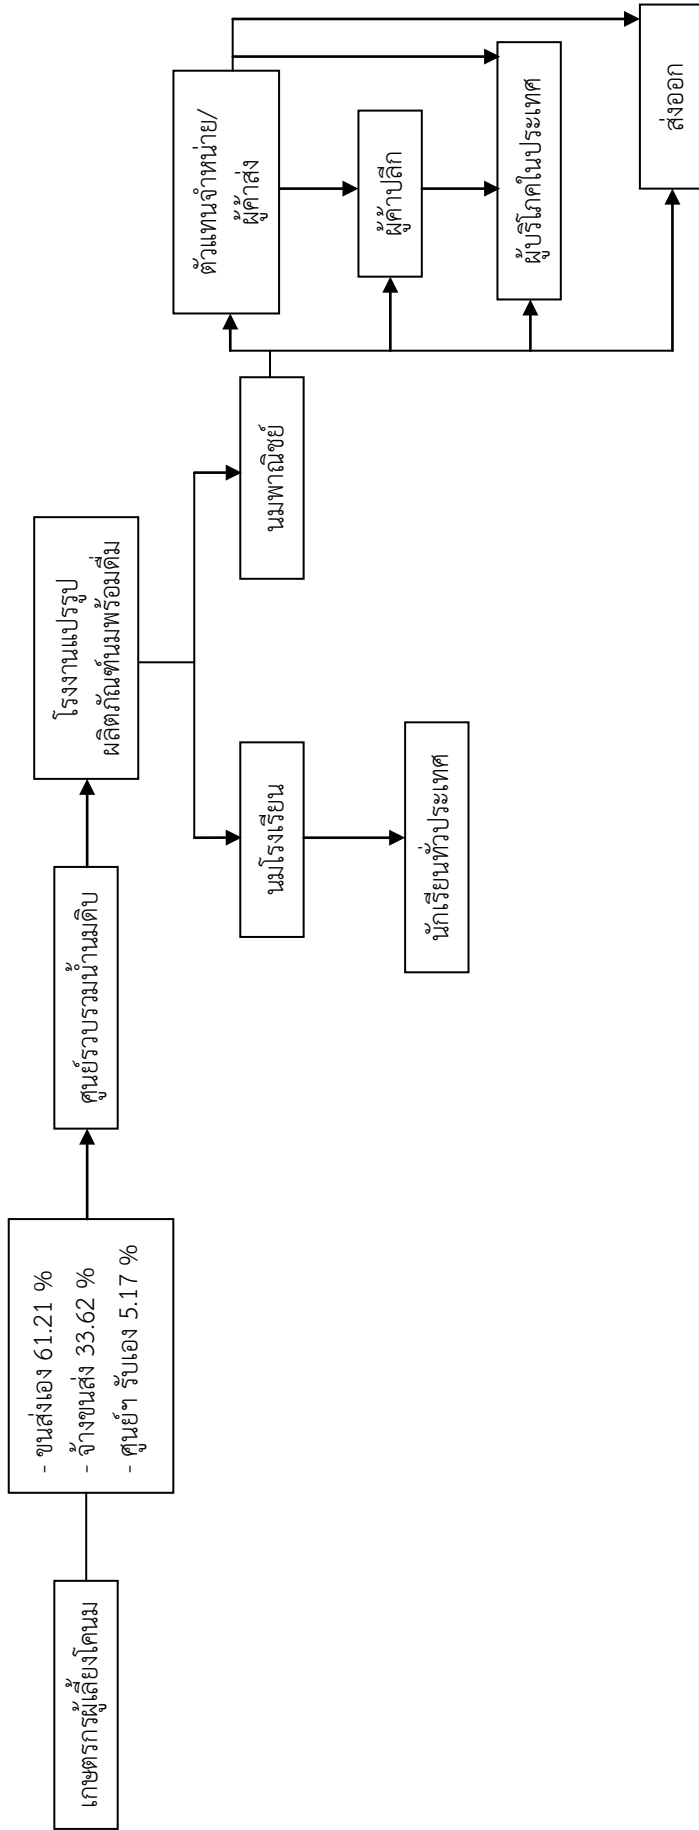 เกษตรกรผู้เลี้ยงโคนม
- ขนส่งเอง 61.21 %
- จ้างขนส่ง 33.62 %
- ศูนย์ฯ รับเอง 5.17 %
ศูนย์รวบรวมน้ำนมดิบ
โรงงานแปรรูป
ผลิตภัณฑ์นมพร้อมดื่ม
นมโรงเรียน
นักเรียนทั่วประเทศ
นมพาณิชย์
ตัวแทนจำหน่าย/
ผู้ค้าส่ง
ผู้ค้าปลีก
ผู้บริโภคในประเทศ
ส่งออก